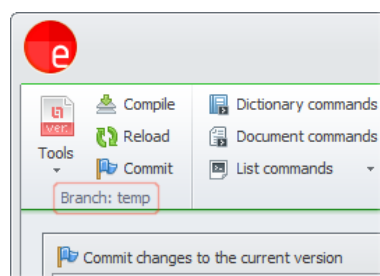 e
ver.
Tools
Compile
Reload
Commit
Branch: temp
Dictionary commands
Document commands
List commands
Commit changes to the current version